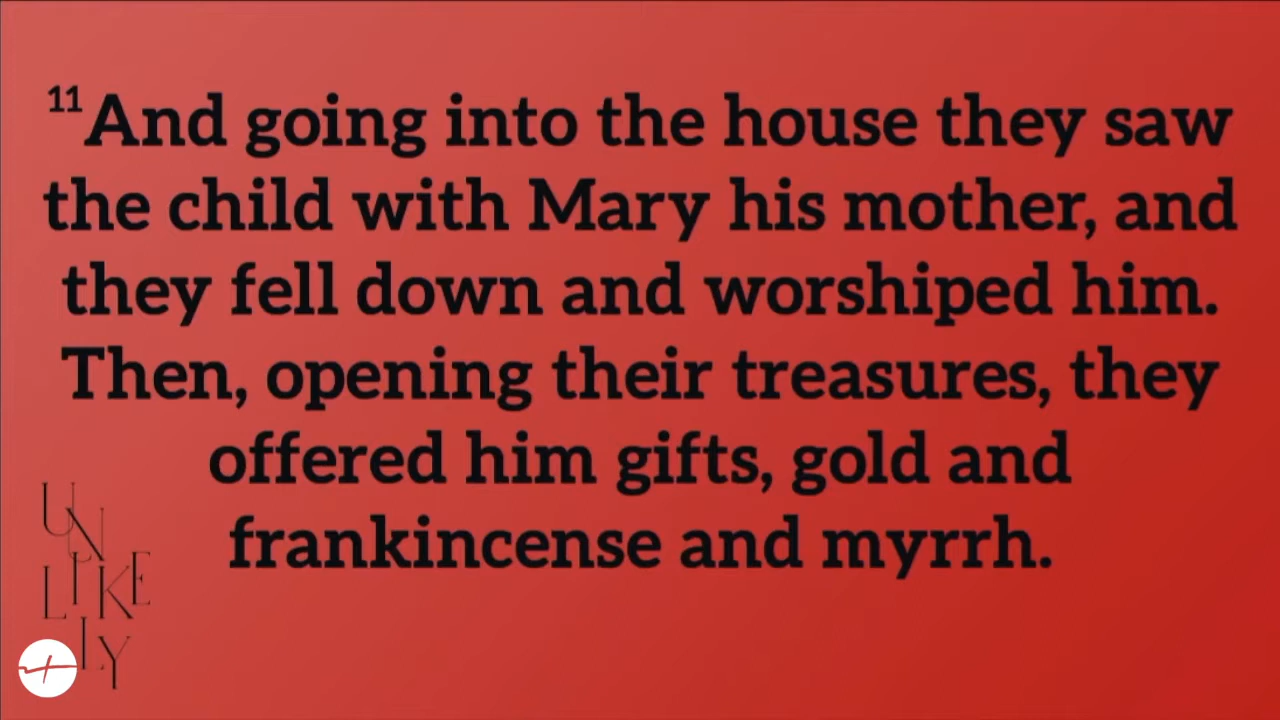 11And going into the house they saw
the child with Mary his mother, and
they fell down and worshiped him.
Then, opening their treasures, they
offered him gifts, gold and
frankincense and myrrh.
UN
LIKE
LY